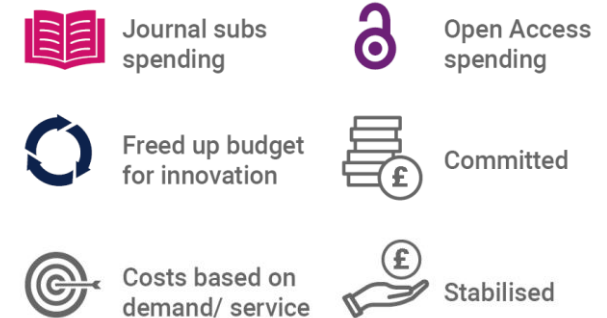 Journal subs
spending
Open Access
spending
Freed up budget
for innovation
£
Committed
Costs based on
demand/ service
£
Stabilised